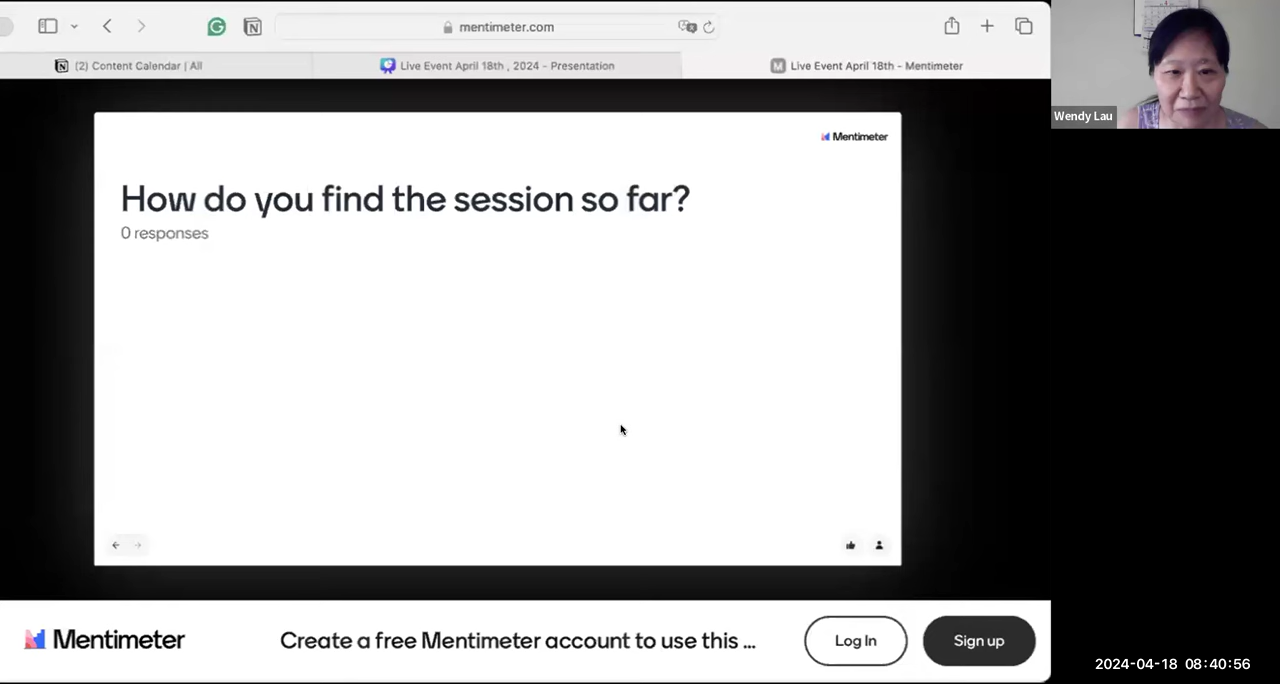 mentimeter.com
(2) Content Calendar | All
Live Event April 18th , 2024 - Presentation
M Live Event April 18th - Mentimeter
Wendy Lau
Mentimeter
How do you find the session so far?
0 responses
Mentimeter
Create a free Mentimeter account to use this ...
Log In
Sign up
2024-04-18 08:40:56